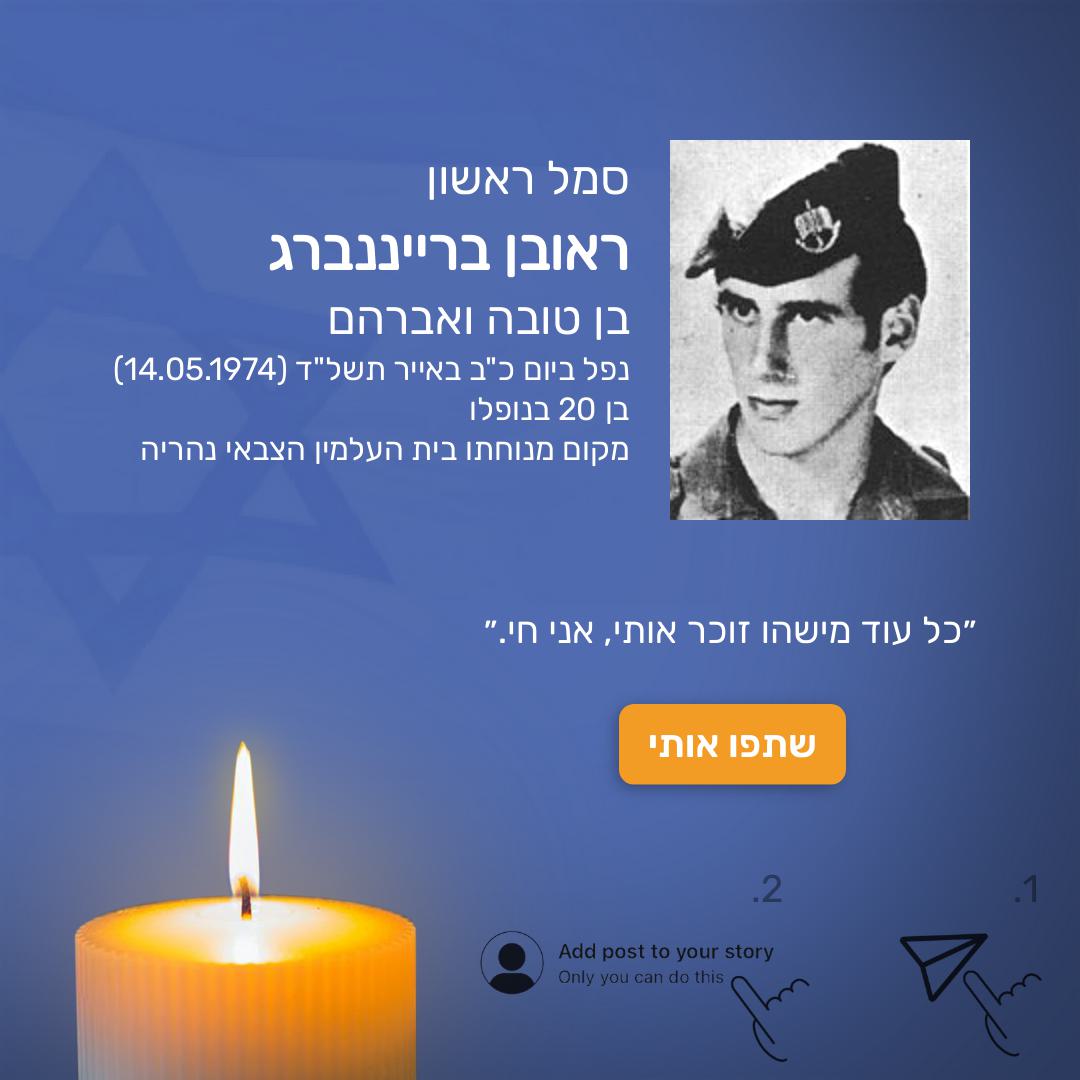 סמל ראשון
ראובן בריינברג
בן טובה ואברהם
נפל ביום כ"ב באייר תשל"ד (14.05.1974)
בן 20 בנופלו
מקום מנוחתו בית העלמין הצבאי נהריה
״כל עוד מישהו זוכר אותי, אני חי.״
שתפו אותי
1.
2.
Add post to your story
Only you can do this